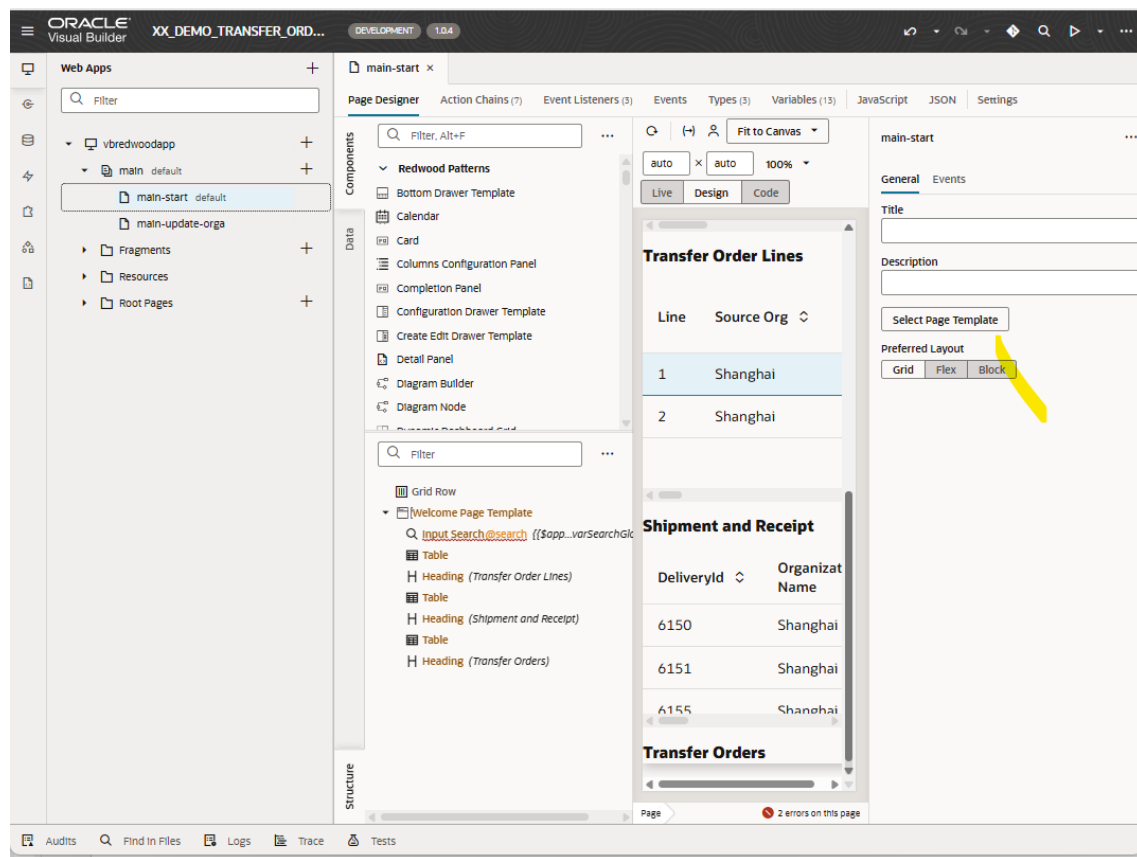 ORACLE
Visual Builder
XX_DEMO_TRANSFER_ORD...
DEVELOPMENT
1.0.4
Web Apps
Filter
vbredwoodapp
main default
main-start default
main-update-orga
Fragments
Resources
Root Pages
main-start ×
Page Designer
Action Chains (7)
Event Listeners (3)
Events
Types (3)
Variables (13)
JavaScript
JSON
Settings
Components
Data
Structure
Filter, Alt+F
Redwood Patterns
Bottom Drawer Template
Calendar
Card
Columns Configuration Panel
Completion Panel
Configuration Drawer Template
Create Edit Drawer Template
Detail Panel
Diagram Builder
Diagram Node
Dynamic Dashboard Grid
Filter
Grid Row
Welcome Page Template
Input Search@search {{$app...varSearchGlo
Table
Heading (Transfer Order Lines)
Table
Heading (Shipment and Receipt)
Table
Heading (Transfer Orders)
Fit to Canvas
auto × auto 100%
Live Design Code
Transfer Order Lines
Line Source Org
1 Shanghai
2 Shanghai
Shipment and Receipt
DeliveryId
Organizat
Name
6150 Shanghai
6151 Shanghai
6155 Shanghai
Transfer Orders
Page
2 errors on this page
main-start
General Events
Title
Description
Select Page Template
Preferred Layout
Grid Flex Block
Audits Find in Files Logs Trace Tests